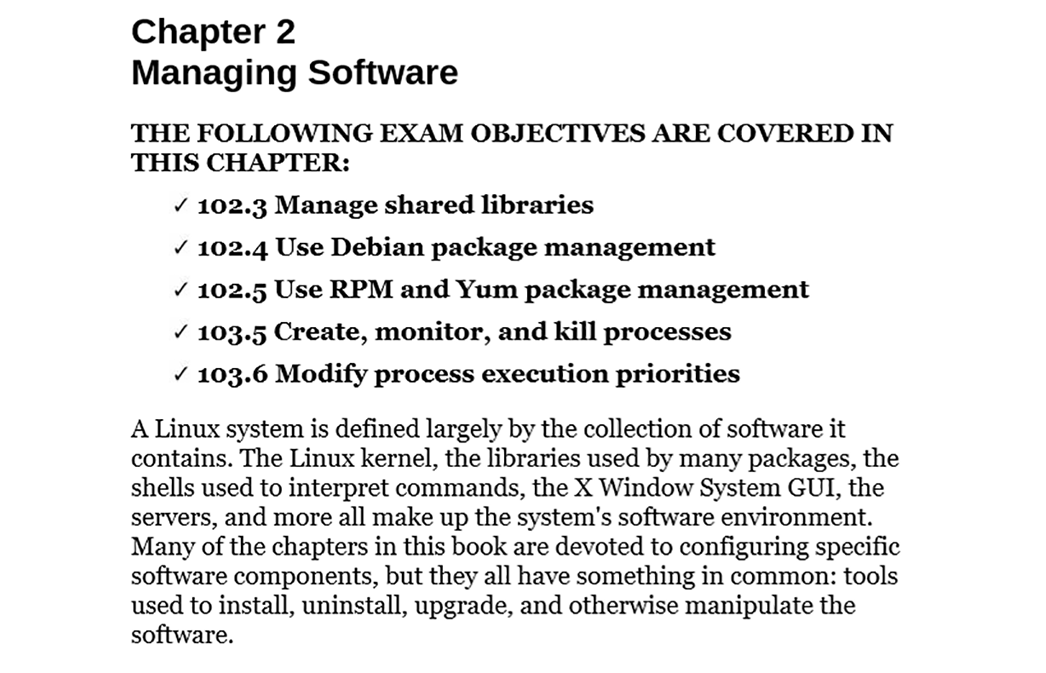 Chapter 2
Managing Software
THE FOLLOWING EXAM OBJECTIVES ARE COVERED IN
THIS CHAPTER:
✓ 102.3 Manage shared libraries
✓ 102.4 Use Debian package management
✓ 102.5 Use RPM and Yum package management
✓ 103.5 Create, monitor, and kill processes
✓ 103.6 Modify process execution priorities
A Linux system is defined largely by the collection of software it
contains. The Linux kernel, the libraries used by many packages, the
shells used to interpret commands, the X Window System GUI, the
servers, and more all make up the system's software environment.
Many of the chapters in this book are devoted to configuring specific
software components, but they all have something in common: tools
used to install, uninstall, upgrade, and otherwise manipulate the
software.